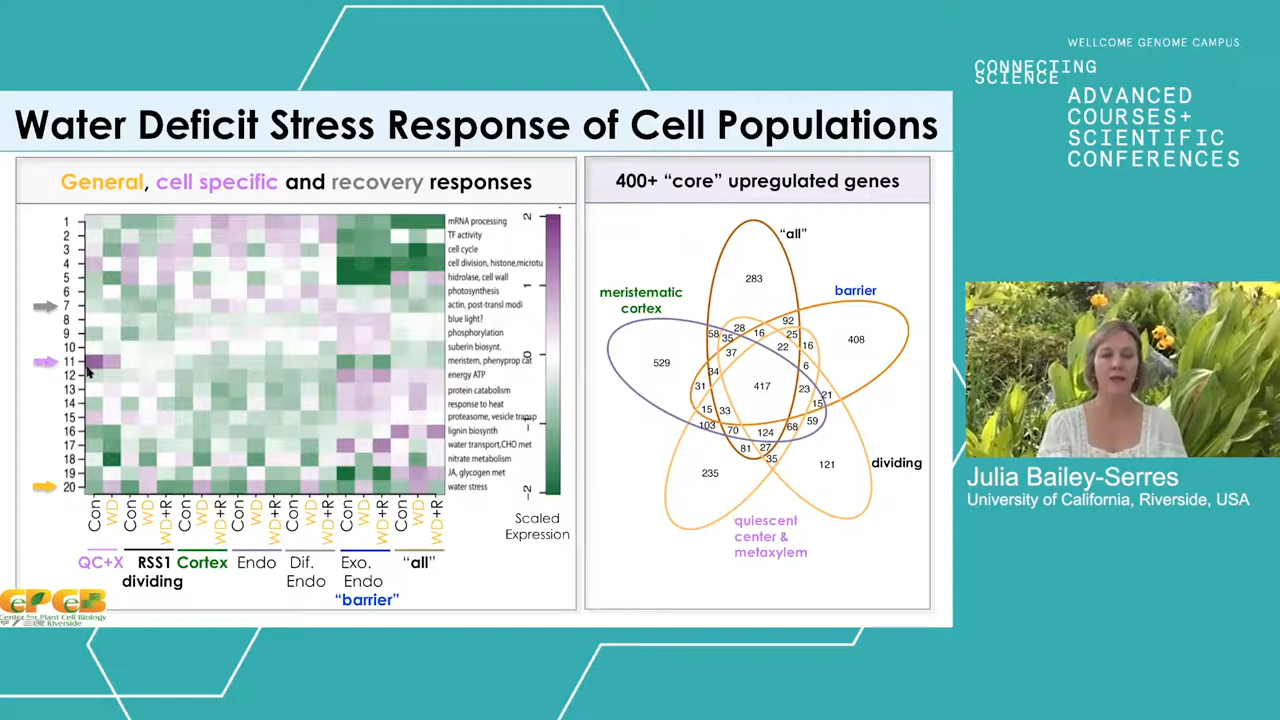 WELLCOME GENOME CAMPUS
CONNECTING
SCIENCE
ADVANCED
COURSES+
SCIENTIFIC
CONFERENCES
Water Deficit Stress Response of Cell Populations
General, cell specific and recovery responses
1 mRNA processing
2 TF activity
3 cell cycle
4 cell division, histone,microtu
5 hidrolase, cell wall
6 photosynthesis
7 actin, post-transl modi
8 blue light?
9 phosphorylation
10 suberin biosynt.
11 meristem, phenyprop cat
12 energy ATP
13 protein catabolism
14 response to heat
15 proteasome, vesicle transp
16 lignin biosynth
17 water transport,CHO met
18 nitrate metabolism
19 JA, glycogen met
20 water stress
2
1
0
-1
-2
Scaled
Expression
Con WD Con WD WD+R Con WD WD+R Con WD WD+R Con WD WD+R Con WD WD+R Con WD WD+R
QC+X RSS1 Cortex Endo Dif. Exo. "all"
dividing Endo Endo
"barrier"
400+ "core" upregulated genes
"all"
283
meristematic
cortex
barrier
92
28
58 35 16 25
16
22
37
408
529
6
34
31
417
23
21
15
15 33
59
103 70 124 68
81 27
35
235
121
dividing
quiescent
center &
metaxylem
CPCB
Center for Plant Cell Biology
Riverside
Julia Bailey-Serres
University of California, Riverside, USA